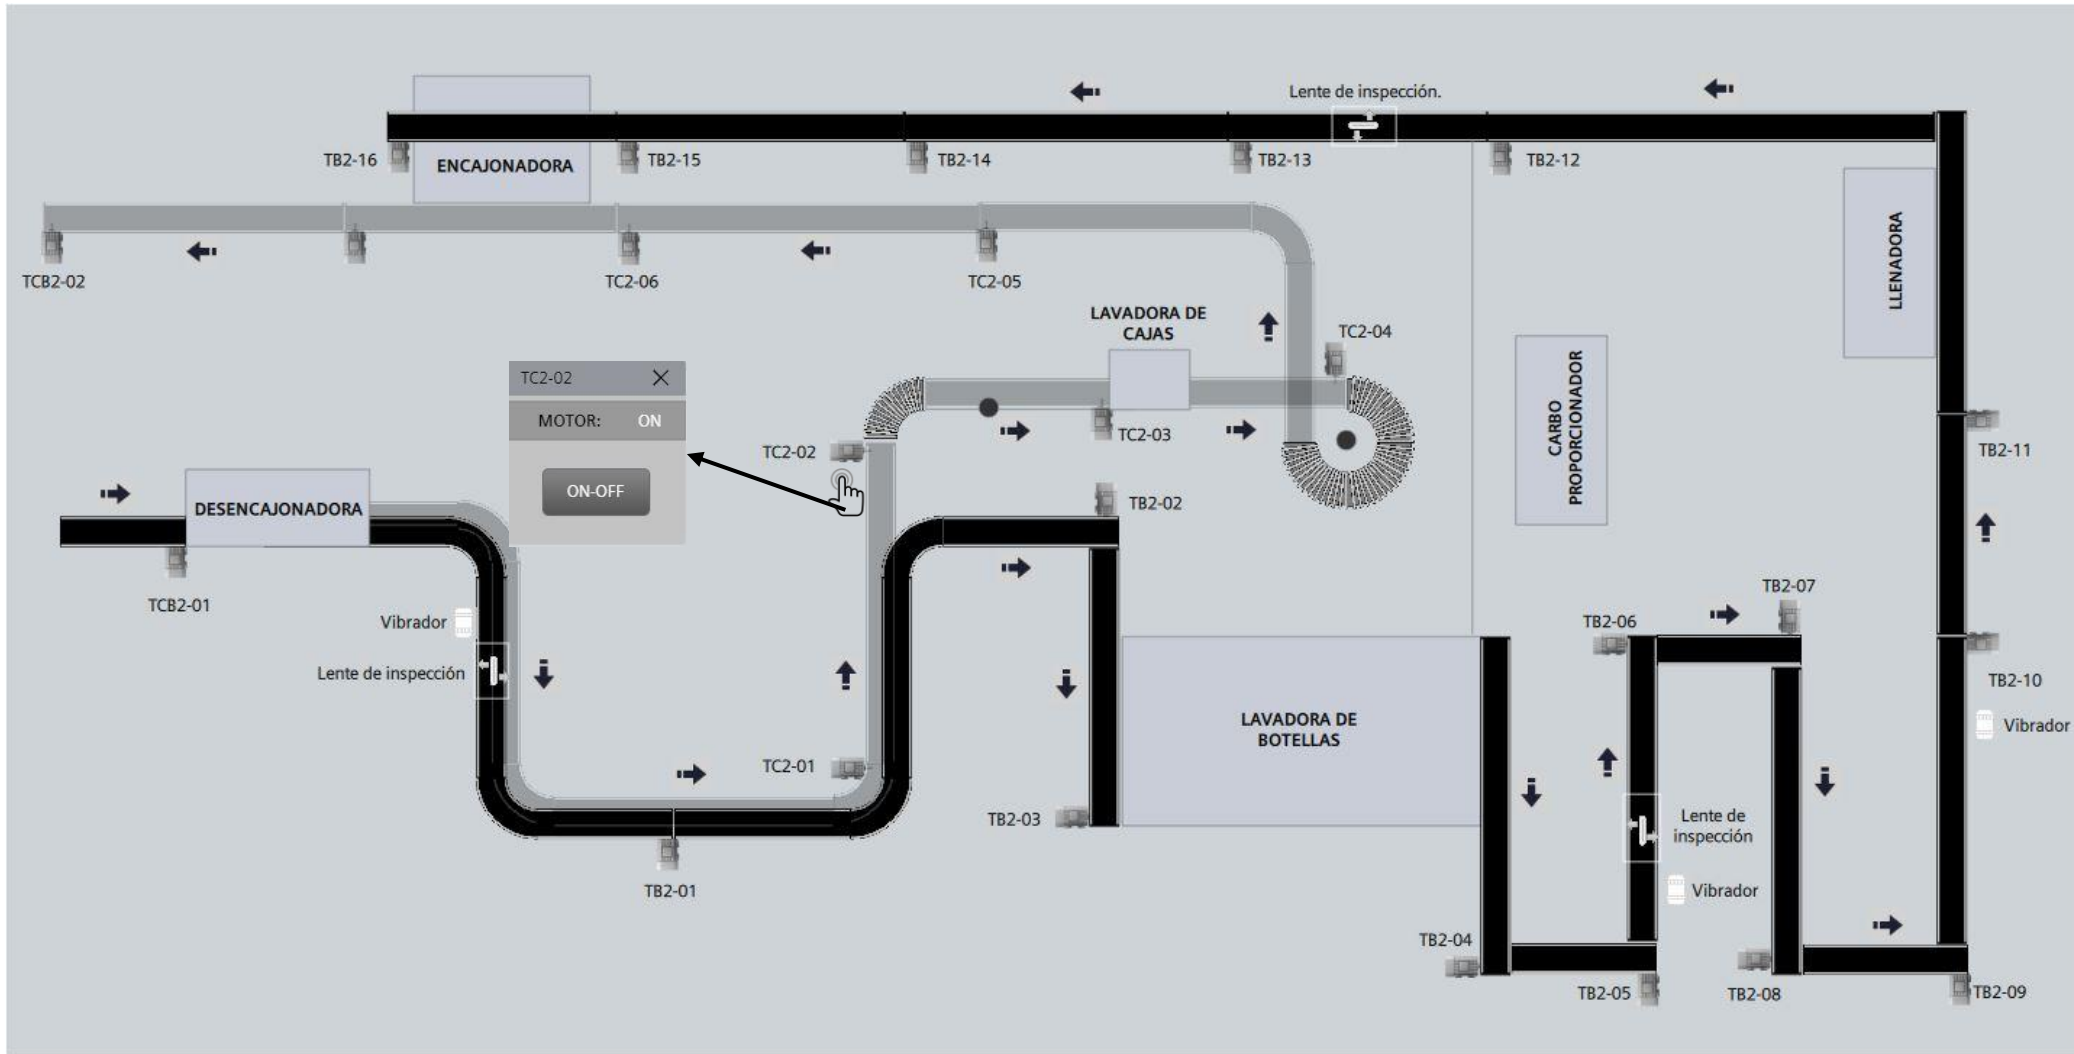 Lente de inspección.
TB2-16
ENCAJONADORA
TB2-15
TB2-14
TB2-13
TB2-12
LLENADORA
TCB2-02
TC2-06
TC2-05
LAVADORA DE
CAJAS
TC2-04
CARBO
PROPORCIONADOR
TC2-02
MOTOR: ON
ON-OFF
TC2-02
TC2-03
TB2-11
DESENCAJONADORA
TB2-02
TCB2-01
Vibrador
Lente de inspección
TB2-07
TB2-06
TB2-10
Vibrador
LAVADORA DE
BOTELLAS
TC2-01
TB2-03
Lente de
inspección
TB2-01
Vibrador
TB2-04
TB2-05
TB2-08
TB2-09